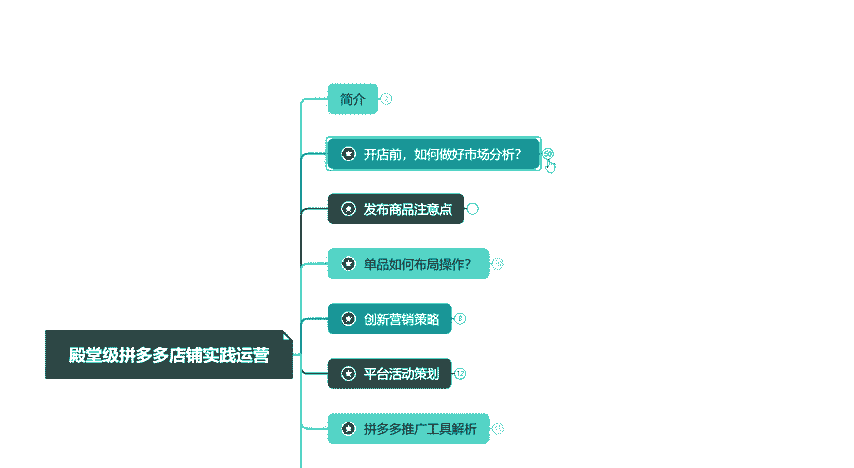 简介
开店前，如何做好市场分析？
发布商品注意点
单品如何布局操作？
创新营销策略
8
殿堂级拼多多店铺实践运营
平台活动策划
12
拼多多推广工具解析